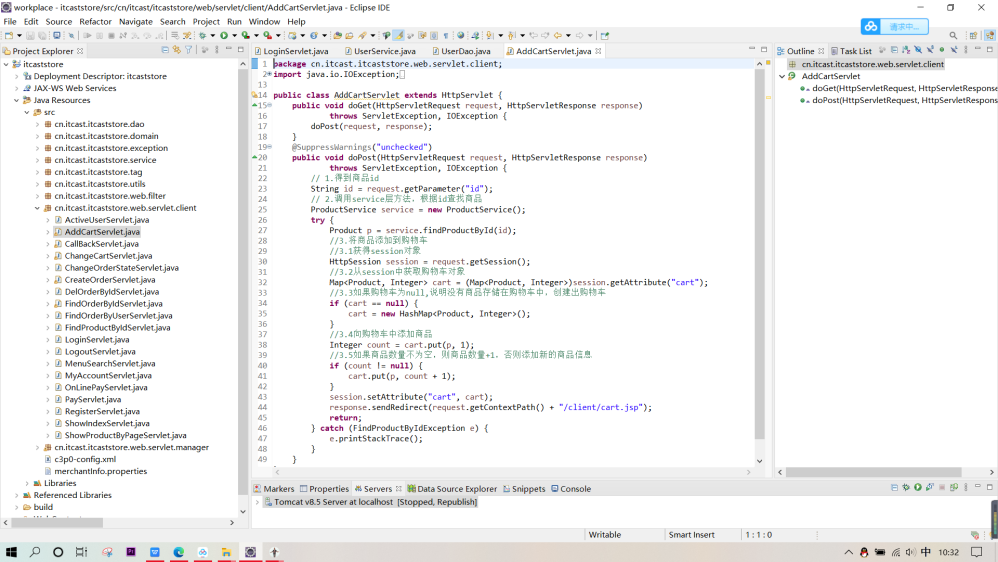 workplace - itcaststore/src/cn/itcast/itcaststore/web/servlet/client/AddCartServlet.java - Eclipse IDE
File Edit Source Refactor Navigate Search Project Run Window Help
请求中...
Project Explorer
LoginServlet.java UserService.java UserDao.java AddCartServlet.java
Outline Task List
itcaststore
Deployment Descriptor: itcaststore
JAX-WS Web Services
Java Resources
src
cn.itcast.itcaststore.dao
cn.itcast.itcaststore.domain
cn.itcast.itcaststore.exception
cn.itcast.itcaststore.service
cn.itcast.itcaststore.tag
cn.itcast.itcaststore.utils
cn.itcast.itcaststore.web.filter
cn.itcast.itcaststore.web.servlet.client
ActiveUserServlet.java
AddCartServlet.java
CallBackServlet.java
ChangeCartServlet.java
ChangeOrderStateServlet.java
CreateOrderServlet.java
DelOrderByIdServlet.java
FindOrderByIdServlet.java
FindOrderByUserServlet.java
FindProductByIdServlet.java
LoginServlet.java
LogoutServlet.java
MenuSearchServlet.java
MyAccountServlet.java
OnLinePayServlet.java
PayServlet.java
RegisterServlet.java
ShowIndexServlet.java
ShowProductByPageServlet.java
cn.itcast.itcaststore.web.servlet.manager
c3p0-config.xml
merchantInfo.properties
Libraries
Referenced Libraries
build
1 package cn.itcast.itcaststore.web.servlet.client;
2 import java.io.IOException;
13
14 public class AddCartServlet extends HttpServlet {
15 public void doGet(HttpServletRequest request, HttpServletResponse response)
16 throws ServletException, IOException {
17 doPost(request, response);
18 }
19 @SuppressWarnings("unchecked")
20 public void doPost(HttpServletRequest request, HttpServletResponse response)
21 throws ServletException, IOException {
22 // 1.得到商品id
23 String id = request.getParameter("id");
24 // 2.调用service层方法，根据id查找商品
25 ProductService service = new ProductService();
26 try {
27 Product p = service.findProductById(id);
28 //3.将商品添加到购物车
29 //3.1获得session对象
30 HttpSession session = request.getSession();
31 //3.2从session中获取购物车对象
32 Map<Product, Integer> cart = (Map<Product, Integer>)session.getAttribute("cart");
33 //3.3如果购物车为null,说明没有商品存储在购物车中，创建出购物车
34 if (cart == null) {
35 cart = new HashMap<Product, Integer>();
36 }
37 //3.4向购物车中添加商品
38 Integer count = cart.put(p, 1);
39 //3.5如果商品数量不为空，则商品数量+1，否则添加新的商品信息
40 if (count != null) {
41 cart.put(p, count + 1);
42 }
43 session.setAttribute("cart", cart);
44 response.sendRedirect(request.getContextPath() + "/client/cart.jsp");
45 return;
46 } catch (FindProductByIdException e) {
47 e.printStackTrace();
48 }
49 }
cn.itcast.itcaststore.web.servlet.client
AddCartServlet
doGet(HttpServletRequest, HttpServletResponse
doPost(HttpServletRequest, HttpServletRespons
Markers Properties Servers Data Source Explorer Snippets Console
Tomcat v8.5 Server at localhost [Stopped, Republish]
Writable Smart Insert 1 : 1 : 0
中 10:32